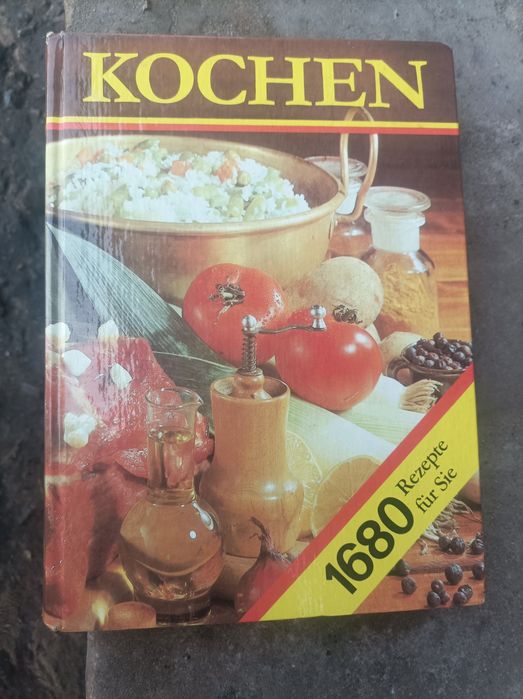 KOCHEN
1680
Rezepte
für Sie